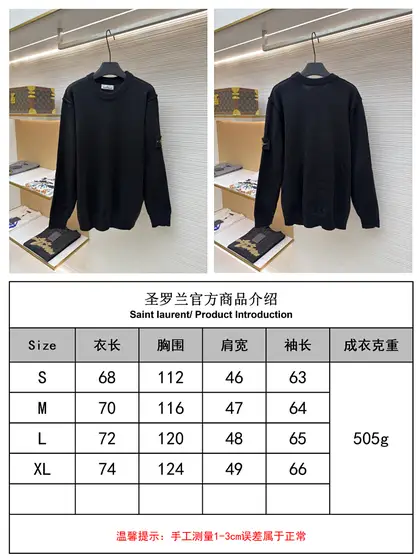 圣罗兰官方商品介绍
Saint laurent/ Product Introduction
Size 衣长 胸围 肩宽 袖长 成衣克重
S 68 112 46 63
M 70 116 47 64
L 72 120 48 65
505g
XL 74 124 49 66
温馨提示：手工测量1-3cm误差属于正常